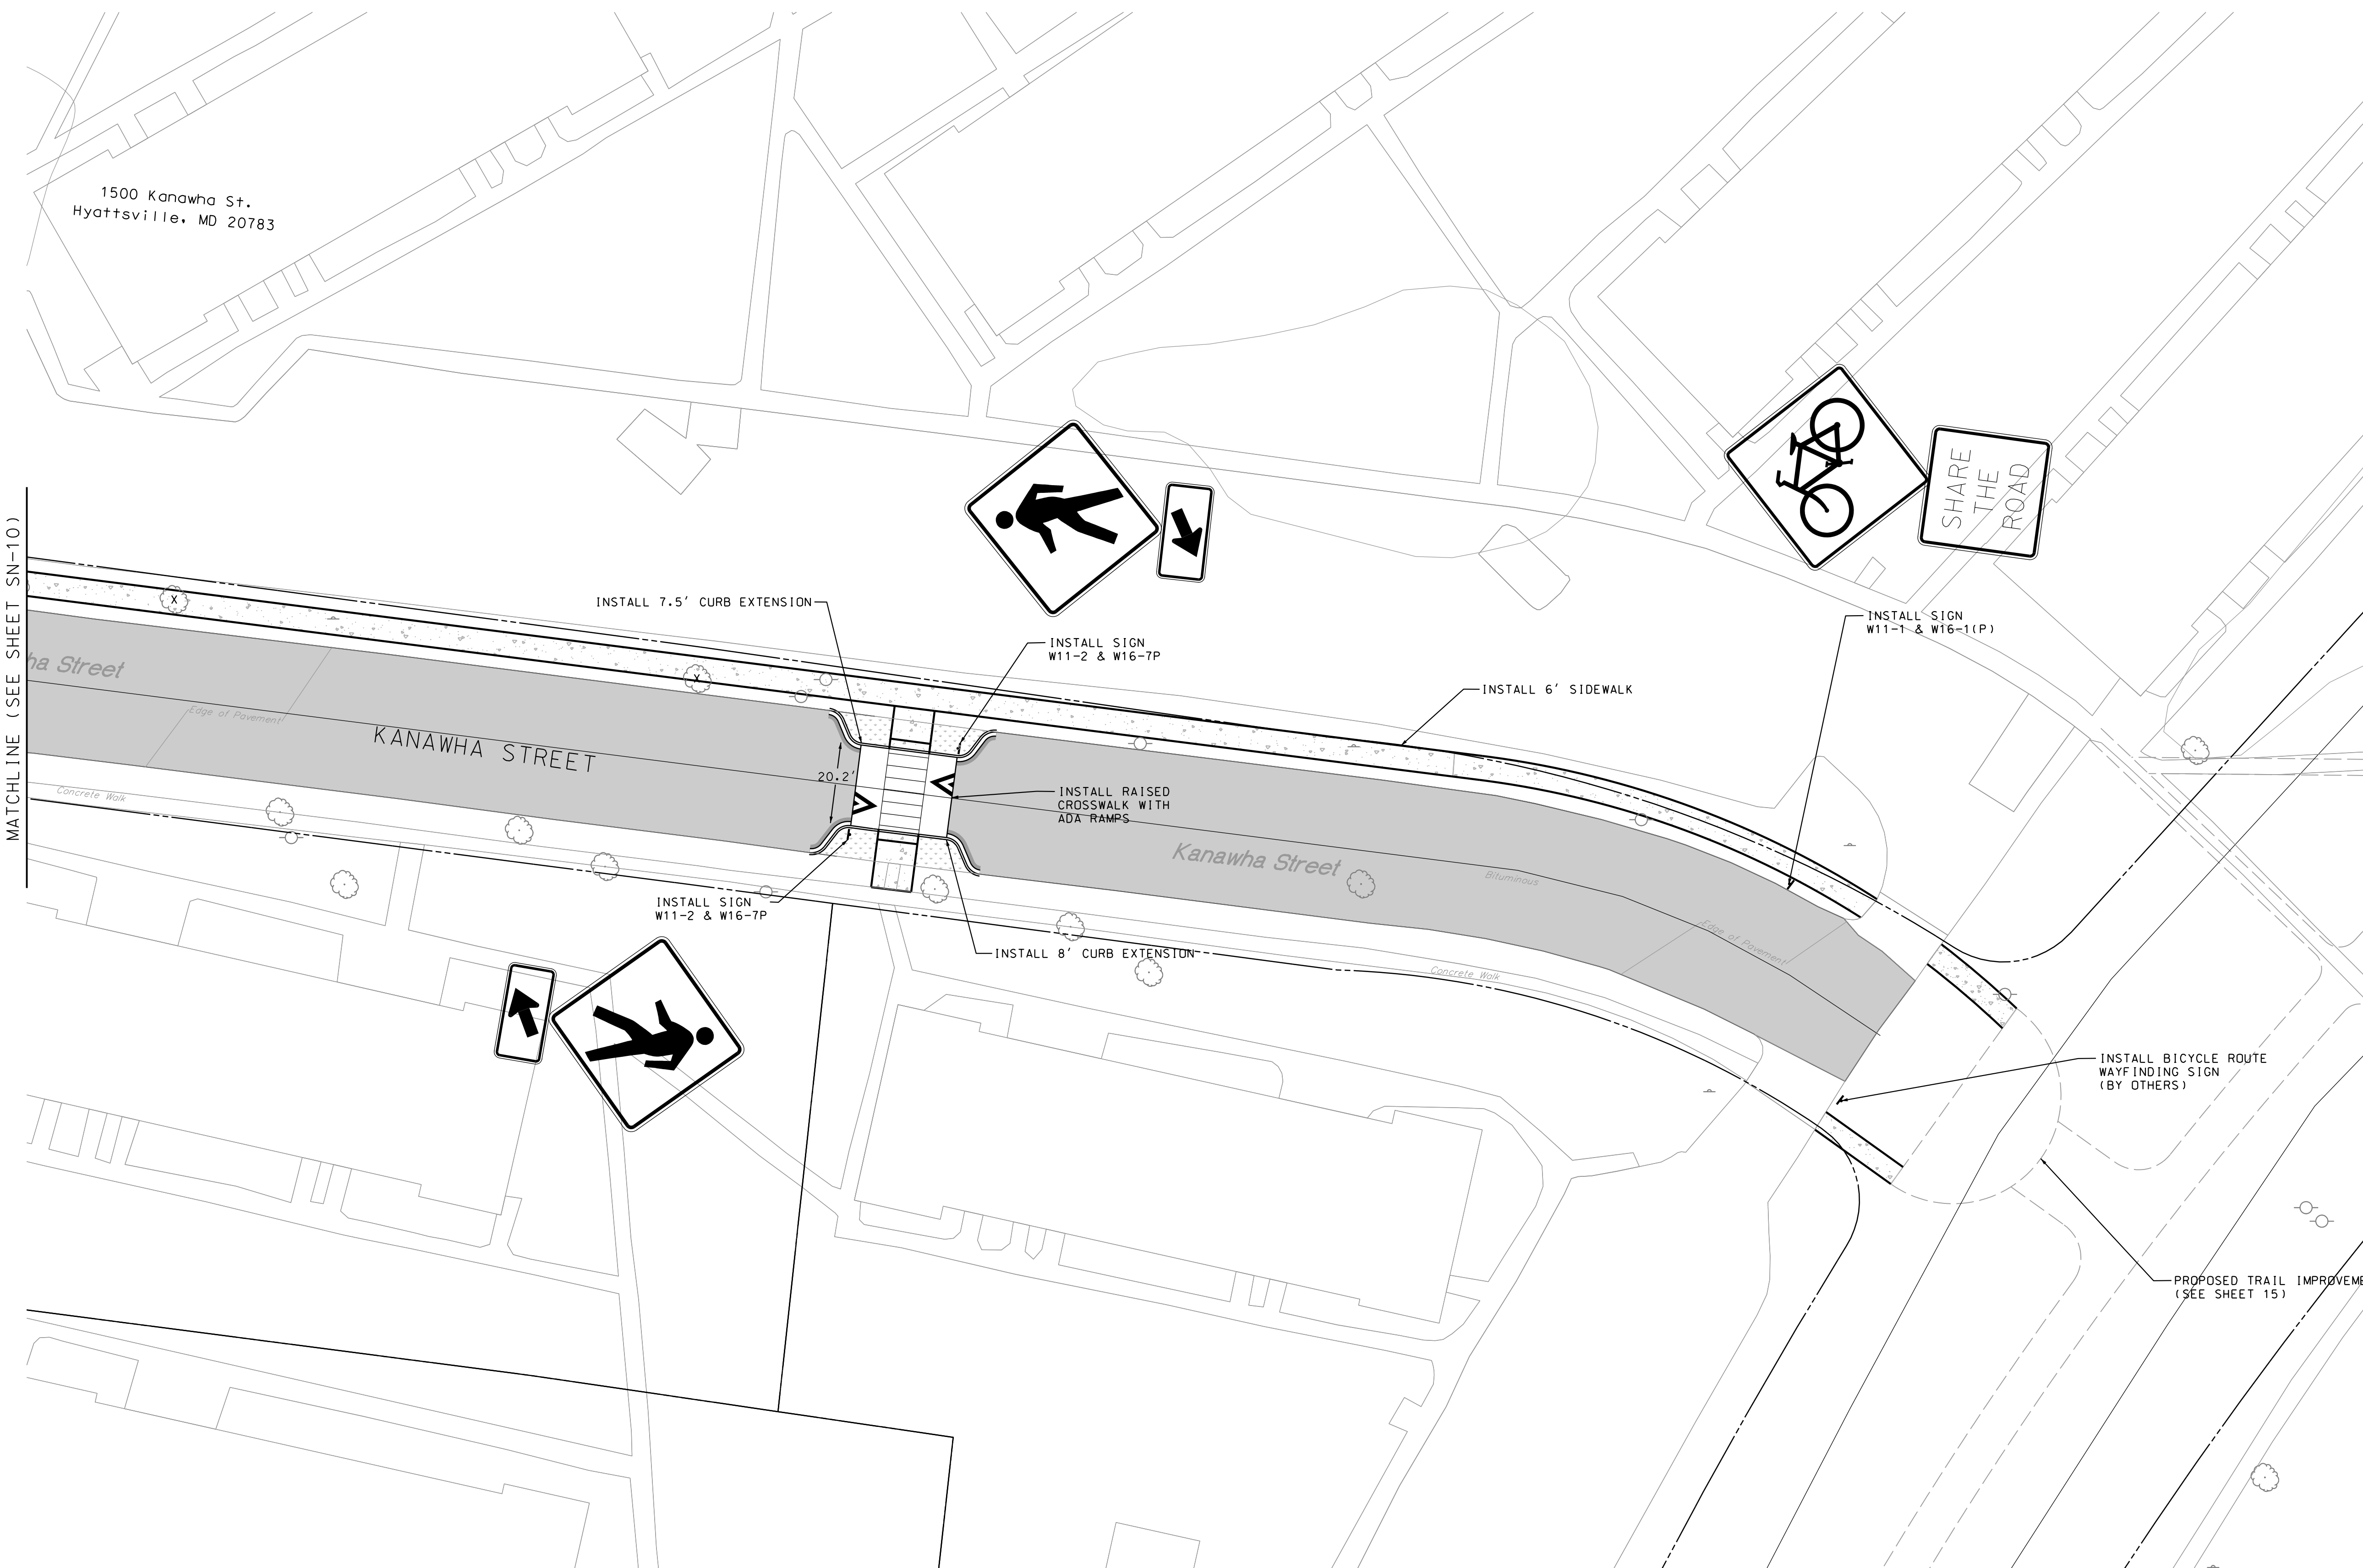 1500 Kanawha St.
Hyattsville, MD 20783
MATCHLINE (SEE SHEET SN-10)
SHARE
THE
ROAD
INSTALL 7.5' CURB EXTENSION
INSTALL SIGN
W11-2 & W16-7P
INSTALL SIGN
W11-1 & W16-1(P)
INSTALL 6' SIDEWALK
ha Street
Edge of Pavement
KANAWHA STREET
20.2'
INSTALL RAISED
CROSSWALK WITH
ADA RAMPS
Concrete Walk
Kanawha Street
Bituminous
Edge of Pavement
INSTALL SIGN
W11-2 & W16-7P
INSTALL 8' CURB EXTENSION
Concrete Walk
INSTALL BICYCLE ROUTE
WAYFINDING SIGN
(BY OTHERS)
PROPOSED TRAIL IMPROVEME
(SEE SHEET 15)
X
X